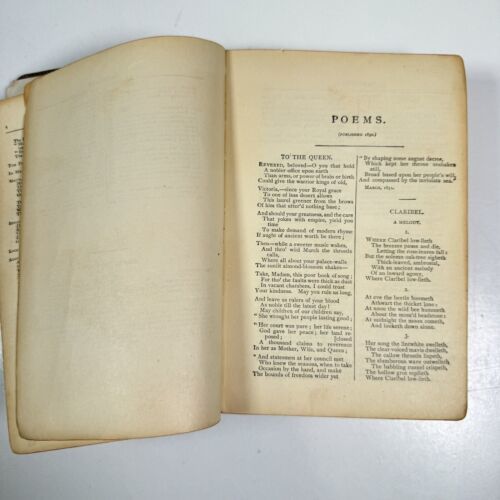 POEMS.
(PUBLISHED 1830.)
TO THE QUEEN.
REVERED, beloved—O you that hold
A nobler office upon earth
Than arms, or power of brain or birth
Could give the warrior kings of old,
Victoria,—since your Royal grace
To one of less desert allows
This laurel greener from the brows
Of him that utter'd nothing base;
And should your greatness, and the care
That yokes with empire, yield you
time
To make demand of modern rhyme
If aught of ancient worth be there;
Then—while a sweeter music wakes,
And thro' wild March the throstle
calls,
Where all about your palace-walls
The sunlit almond-blossom shakes—
Take, Madam, this poor book of song;
For tho' the faults were thick as dust
In vacant chambers, I could trust
Your kindness. May you rule us long,
And leave us rulers of your blood
As noble till the latest day!
May children of our children say,
"She wrought her people lasting good;
"Her court was pure; her life serene;
God gave her peace; her land reposed;
[closed
A thousand claims to reverence
In her as Mother, Wife, and Queen;
"And statesmen at her council met
Who knew the seasons, when to take
Occasion by the hand, and make
The bounds of freedom wider yet
"By shaping some august decree,
Which kept her throne unshaken
still,
Broad based upon her people's will,
And compass'd by the inviolate sea."
MARCH, 1851.
CLARIBEL.
A MELODY.
1.
WHERE Claribel low-lieth
The breezes pause and die,
Letting the rose-leaves fall:
But the solemn oak-tree sigheth
Thick-leaved, ambrosial,
With an ancient melody
Of an inward agony,
Where Claribel low-lieth.
2.
At eve the beetle boometh
Athwart the thicket lone:
At noon the wild bee hummeth
About the moss'd headstone:
At midnight the moon cometh,
And looketh down alone.
3.
Her song the lintwhite swelleth,
The clear-voiced mavis dwelleth,
The callow throstle lispeth,
The slumbrous wave outwelleth,
The babbling runnel crispeth,
The hollow grot replieth
Where Claribel low-lieth.